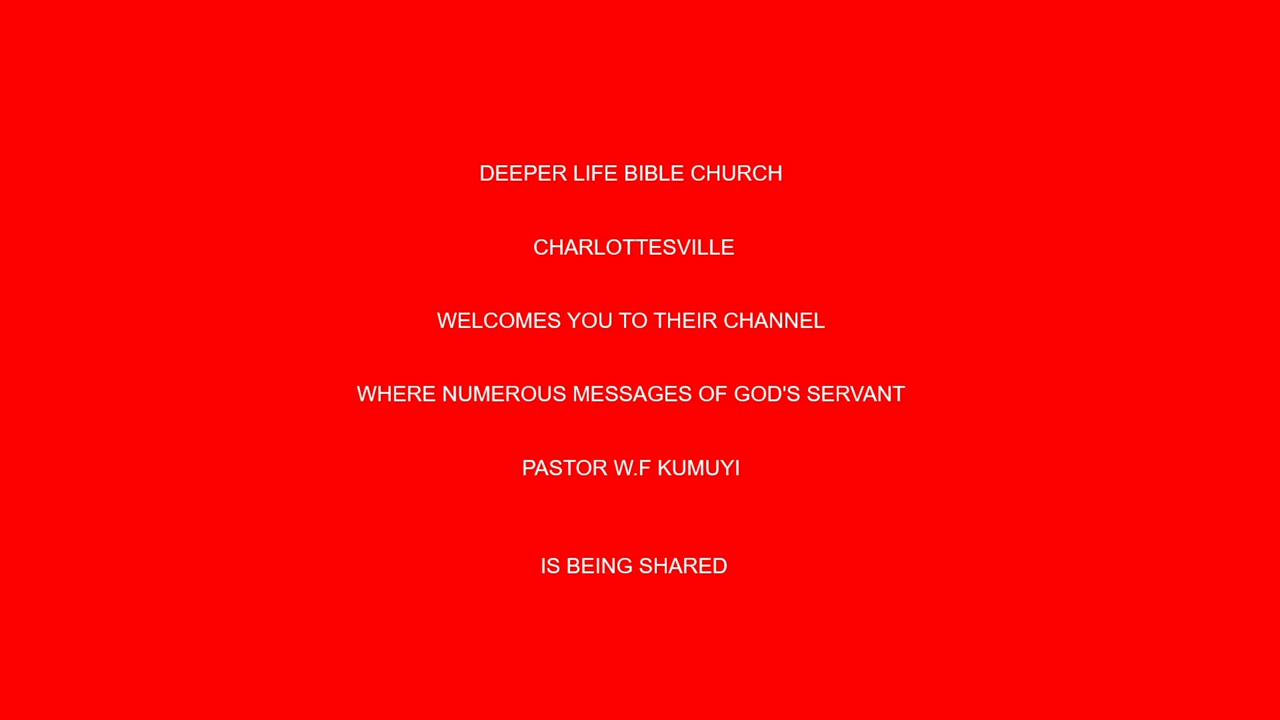 DEEPER LIFE BIBLE CHURCH
CHARLOTTESVILLE
WELCOMES YOU TO THEIR CHANNEL
WHERE NUMEROUS MESSAGES OF GOD'S SERVANT
PASTOR W.F KUMUYI
IS BEING SHARED